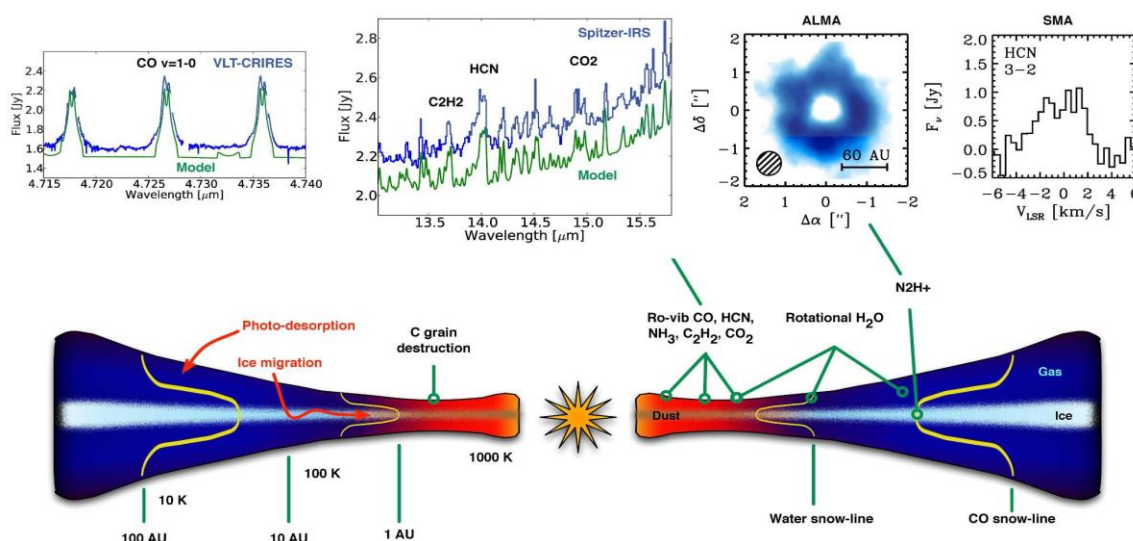 ALMA
SMA
CO v=1-0
VLT-CRIRES
Model
Flux [Jy]
2.4
2.2
2.0
1.8
1.6
1.4
4.715
4.720
4.725
4.730
4.735
4.740
Wavelength [μm]
Spitzer-IRS
CO2
HCN
C2H2
Model
Flux [Jy]
2.8
2.6
2.4
2.2
2.0
13.5
14.0
14.5
15.0
15.5
Wavelength [μm]
Δδ ["]
2
1
0
-1
-2
60 AU
2
1
0
-1
-2
Δα ["]
HCN
3-2
Fν [Jy]
1.0
0.5
0.0
-0.5
-6 -4 -2 0 2 4 6
VLSR [km/s]
Photo-desorption
Ice migration
C grain
destruction
Ro-vib CO, HCN,
NH3, C2H2, CO2
Rotational H2O
N2H+
Gas
Dust
Ice
1000 K
100 K
10 K
100 AU
10 AU
1 AU
Water snow-line
CO snow-line